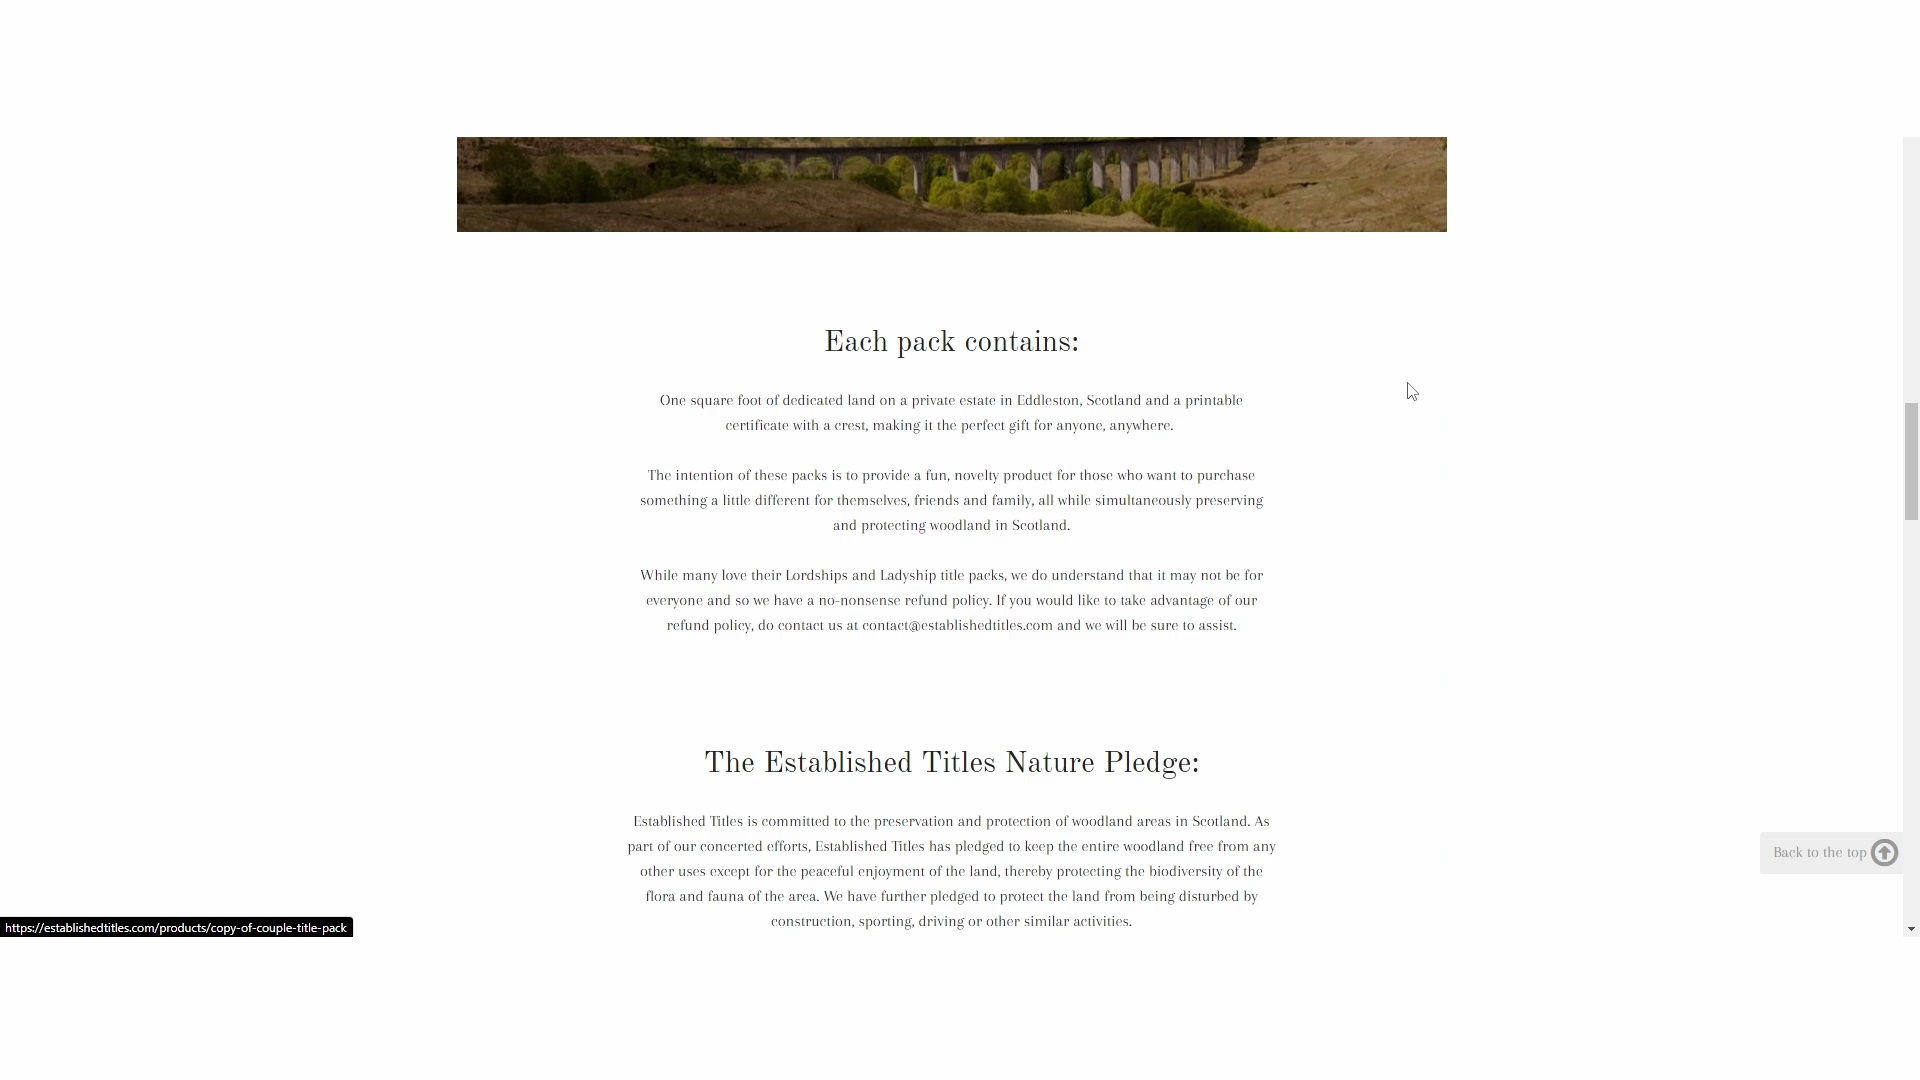 Each pack contains:
One square foot of dedicated land on a private estate in Eddleston, Scotland and a printable
certificate with a crest, making it the perfect gift for anyone, anywhere.
The intention of these packs is to provide a fun, novelty product for those who want to purchase
something a little different for themselves, friends and family, all while simultaneously preserving
and protecting woodland in Scotland.
While many love their Lordships and Ladyship title packs, we do understand that it may not be for
everyone and so we have a no-nonsense refund policy. If you would like to take advantage of our
refund policy, do contact us at contact@establishedtitles.com and we will be sure to assist.
The Established Titles Nature Pledge:
Established Titles is committed to the preservation and protection of woodland areas in Scotland. As
part of our concerted efforts, Established Titles has pledged to keep the entire woodland free from any
other uses except for the peaceful enjoyment of the land, thereby protecting the biodiversity of the
flora and fauna of the area. We have further pledged to protect the land from being disturbed by
construction, sporting, driving or other similar activities.
Back to the top
https://establishedtitles.com/products/copy-of-couple-title-pack